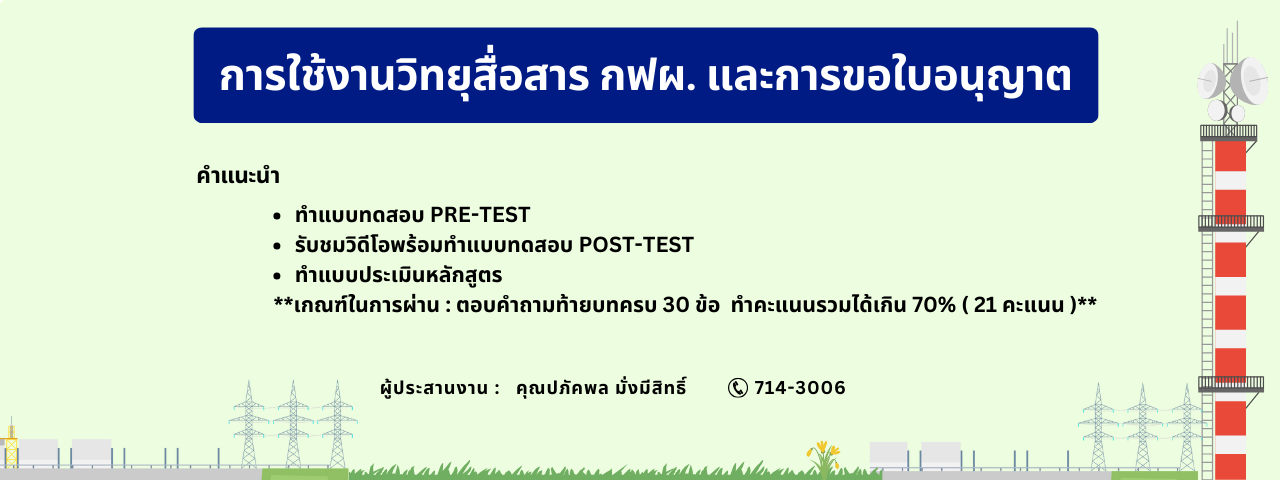 การใช้งานวิทยุสื่อสาร กฟผ. และการขอใบอนุญาต
คำแนะนำ
• ทำแบบทดสอบ PRE-TEST
• รับชมวิดีโอพร้อมทำแบบทดสอบ POST-TEST
• ทำแบบประเมินหลักสูตร
**เกณฑ์ในการผ่าน : ตอบคำถามท้ายบทครบ 30 ข้อ ทำคะแนนรวมได้เกิน 70% ( 21 คะแนน )**
ผู้ประสานงาน : คุณปภัคพล มั่งมีสิทธิ์ 714-3006